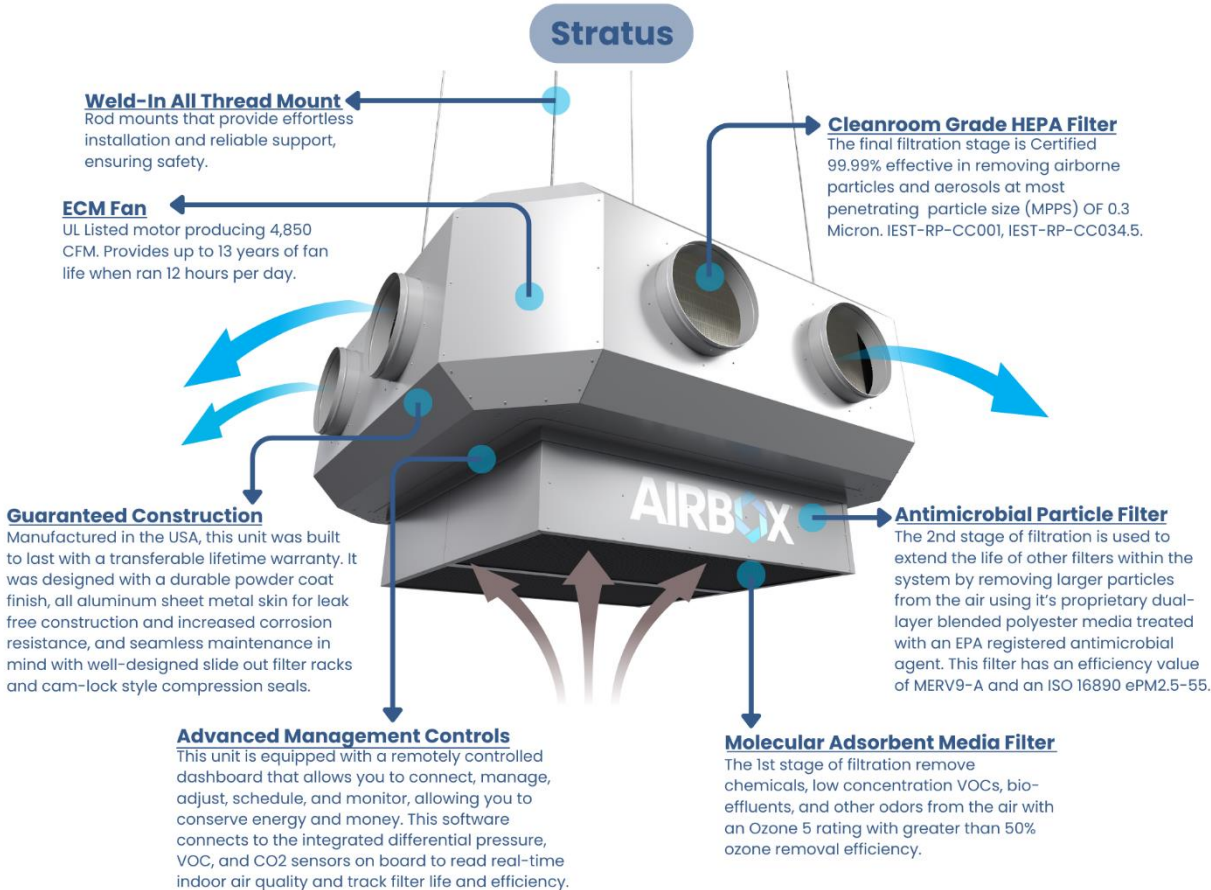 Stratus
Weld-In All Thread Mount
Rod mounts that provide effortless
installation and reliable support,
ensuring safety.
ECM Fan
UL Listed motor producing 4,850
CFM. Provides up to 13 years of fan
life when ran 12 hours per day.
Cleanroom Grade HEPA Filter
The final filtration stage is Certified
99.99% effective in removing airborne
particles and aerosols at most
penetrating particle size (MPPS) OF 0.3
Micron. IEST-RP-CC001, IEST-RP-CC034.5.
AIRBOX
Guaranteed Construction
Manufactured in the USA, this unit was built
to last with a transferable lifetime warranty. It
was designed with a durable powder coat
finish, all aluminum sheet metal skin for leak
free construction and increased corrosion
resistance, and seamless maintenance in
mind with well-designed slide out filter racks
and cam-lock style compression seals.
Antimicrobial Particle Filter
The 2nd stage of filtration is used to
extend the life of other filters within the
system by removing larger particles
from the air using it’s proprietary dual-
layer blended polyester media treated
with an EPA registered antimicrobial
agent. This filter has an efficiency value
of MERV9-A and an ISO 16890 ePM2.5-55.
Advanced Management Controls
This unit is equipped with a remotely controlled
dashboard that allows you to connect, manage,
adjust, schedule, and monitor, allowing you to
conserve energy and money. This software
connects to the integrated differential pressure,
VOC, and CO2 sensors on board to read real-time
indoor air quality and track filter life and efficiency.
Molecular Adsorbent Media Filter
The 1st stage of filtration remove
chemicals, low concentration VOCs, bio-
effluents, and other odors from the air with
an Ozone 5 rating with greater than 50%
ozone removal efficiency.